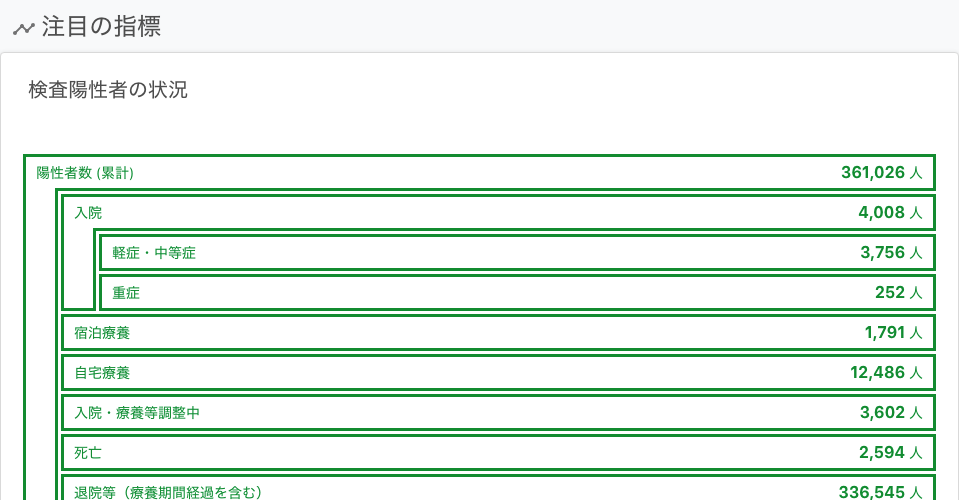 注目の指標
検査陽性者の状況
陽性者数 (累計) 361,026 人
入院 4,008 人
軽症・中等症 3,756 人
重症 252 人
宿泊療養 1,791 人
自宅療養 12,486 人
入院・療養等調整中 3,602 人
死亡 2,594 人
退院等（療養期間経過を含む） 336,545 人